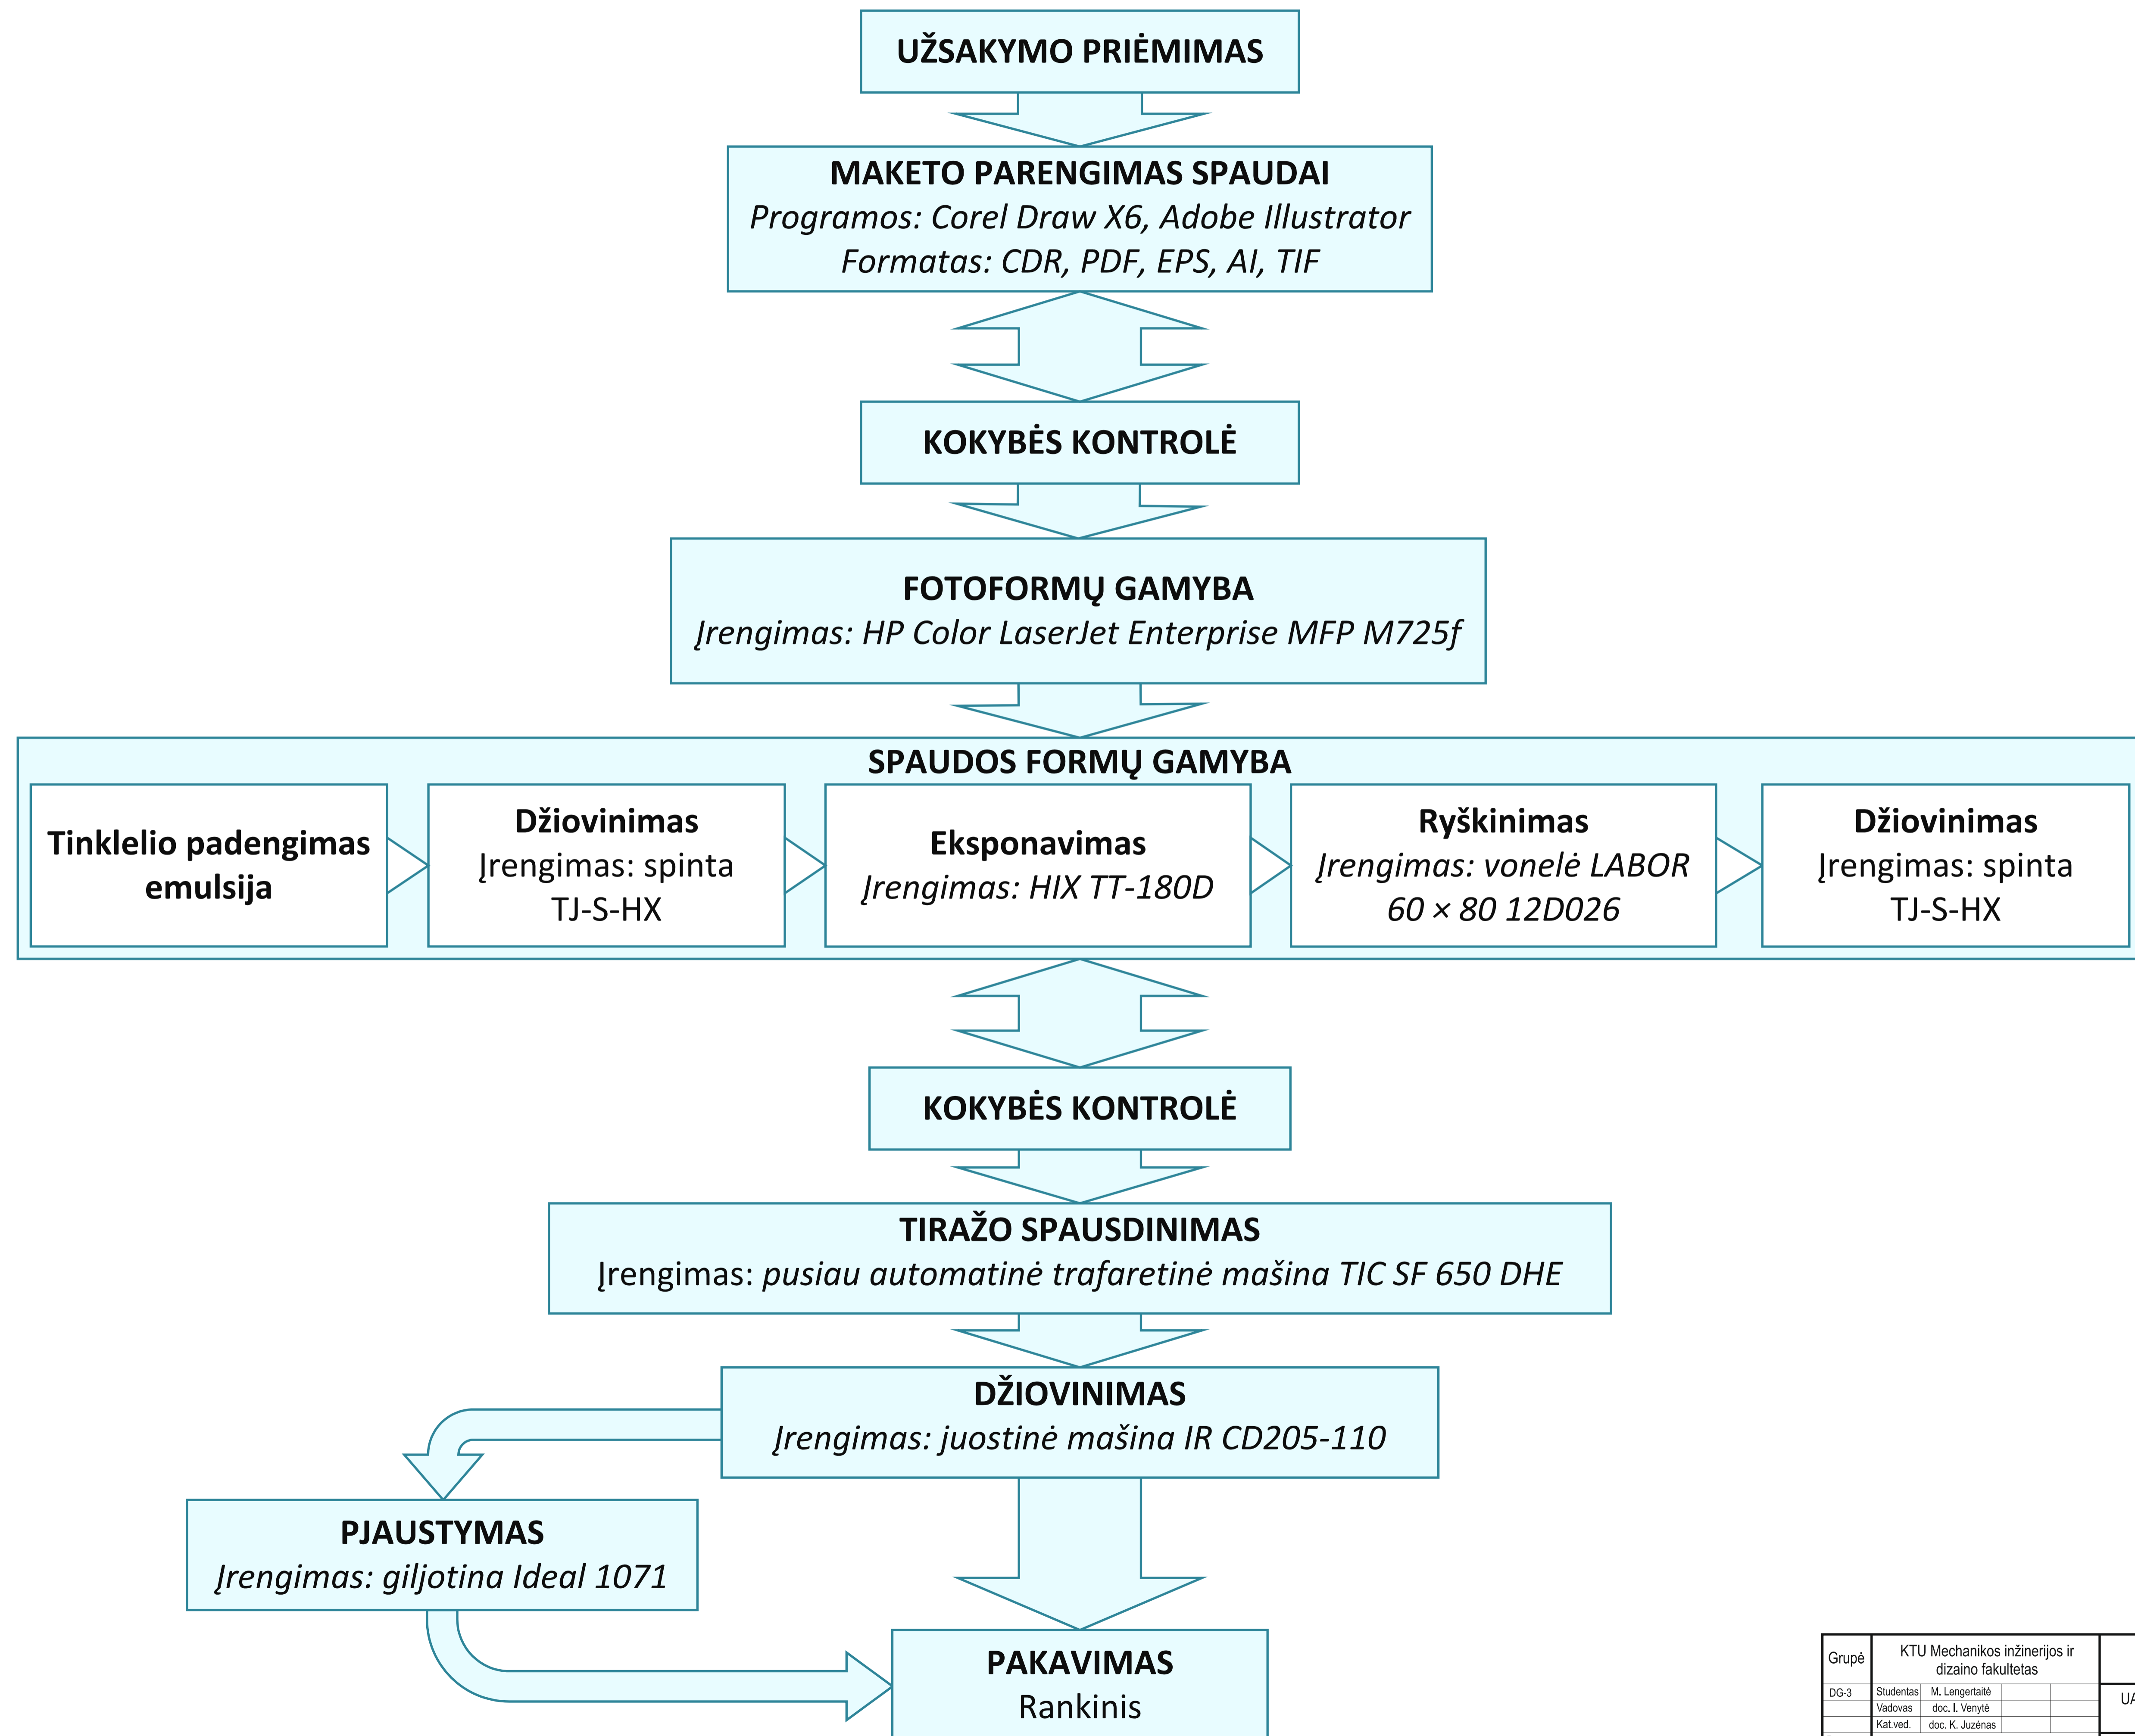 UŽSAKYMO PRIĖMIMAS
MAKETO PARENGIMAS SPAUDAI
Programos: Corel Draw X6, Adobe Illustrator
Formatas: CDR, PDF, EPS, AI, TIF
KOKYBĖS KONTROLĖ
FOTOFORMŲ GAMYBA
Įrengimas: HP Color LaserJet Enterprise MFP M725f
SPAUDOS FORMŲ GAMYBA
Tinklelio padengimas
emulsija
Džiovinimas
Įrengimas: spinta
TJ-S-HX
Eksponavimas
Įrengimas: HIX TT-180D
Ryškinimas
Įrengimas: vonelė LABOR
60 × 80 12D026
Džiovinimas
Įrengimas: spinta
TJ-S-HX
KOKYBĖS KONTROLĖ
TIRAŽO SPAUSDINIMAS
Įrengimas: pusiau automatinė trafaretinė mašina TIC SF 650 DHE
DŽIOVINIMAS
Įrengimas: juostinė mašina IR CD205-110
PJAUSTYMAS
Įrengimas: giljotina Ideal 1071
PAKAVIMAS
Rankinis
Grupė
KTU Mechanikos inžinerijos ir
dizaino fakultetas
DG-3
Studentas
M. Lengertaitė
Vadovas
doc. I. Venytė
Kat.ved.
doc. K. Juzėnas